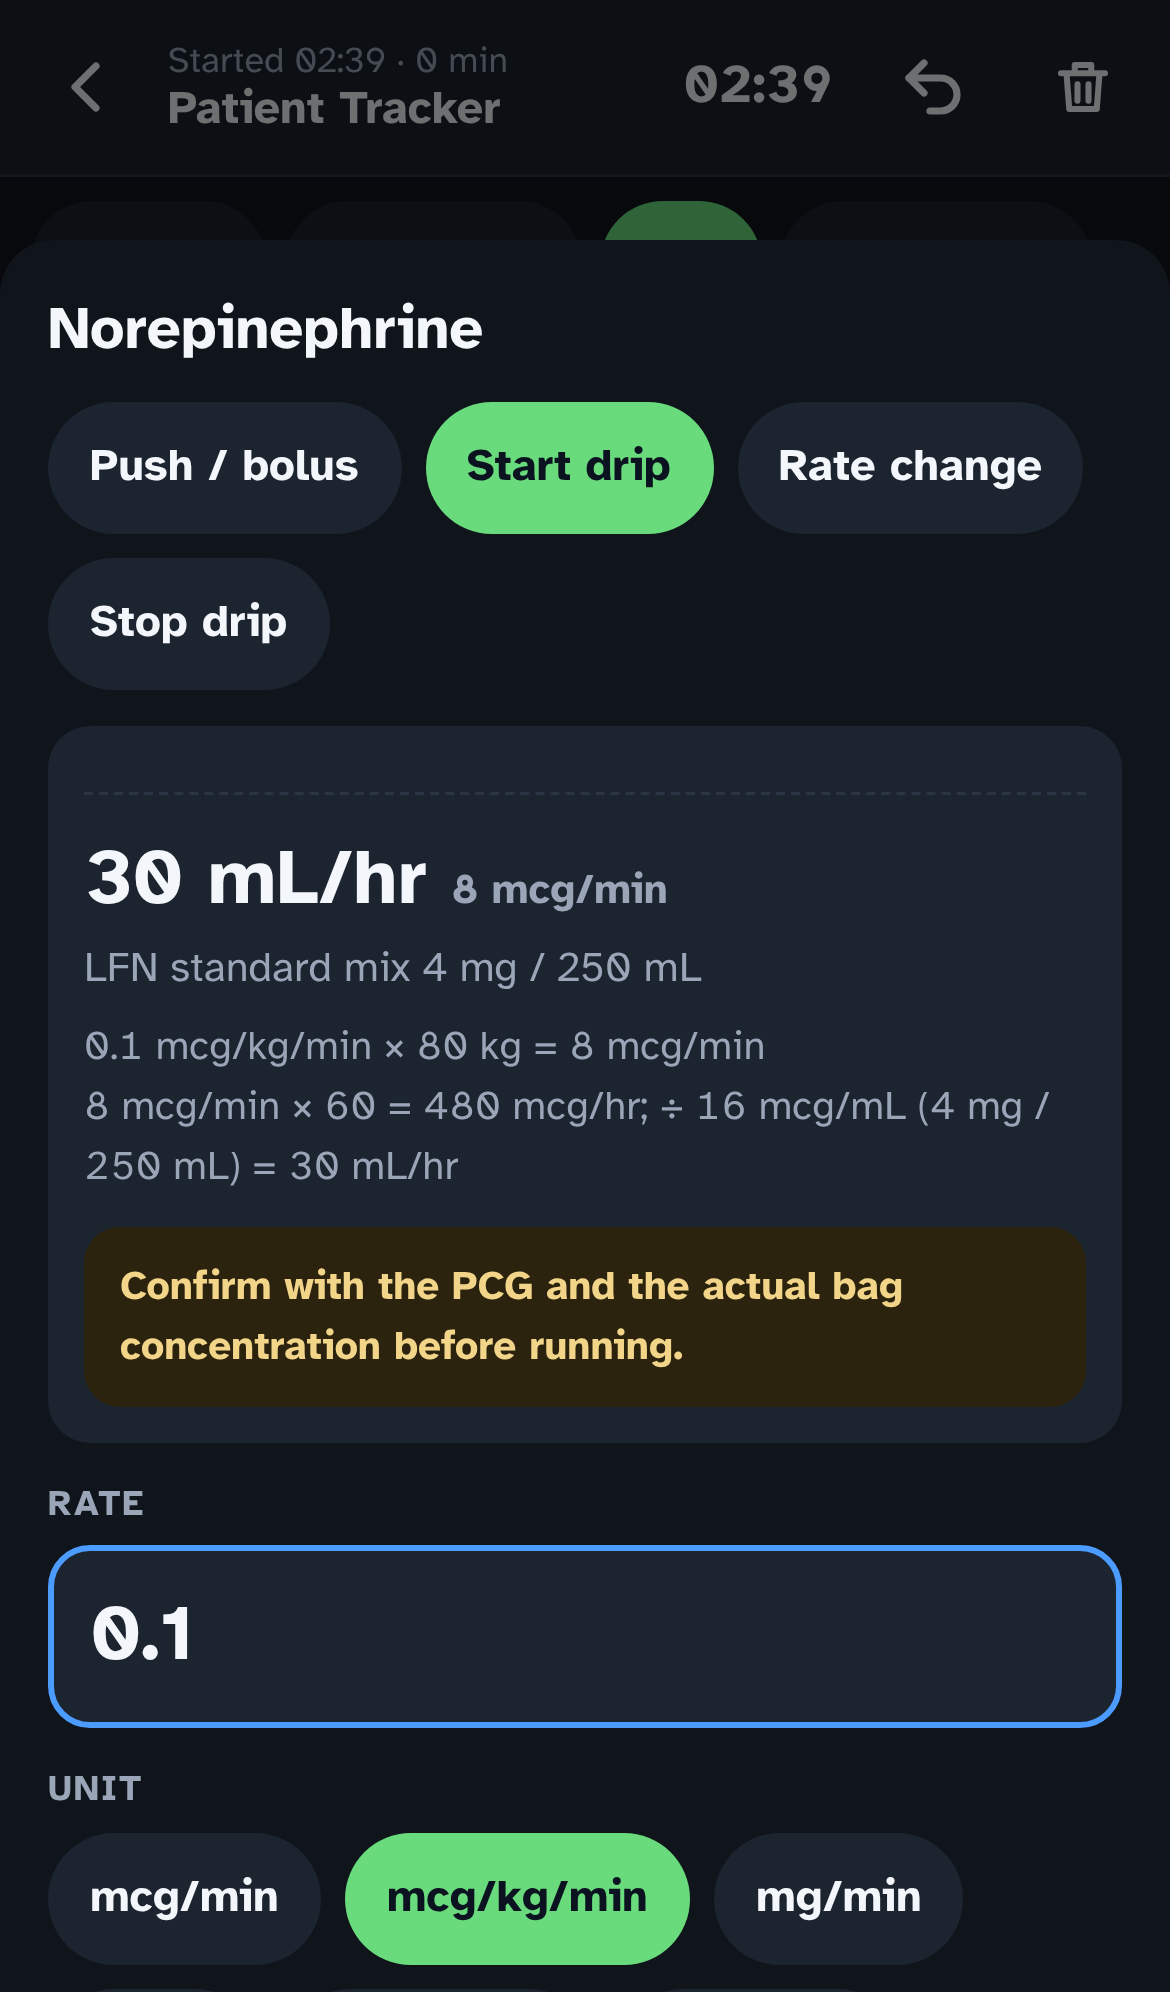 Started 02:39 · 0 min
Patient Tracker
02:39
Norepinephrine
Push / bolus
Start drip
Rate change
Stop drip
30 mL/hr 8 mcg/min
LFN standard mix 4 mg / 250 mL
0.1 mcg/kg/min × 80 kg = 8 mcg/min
8 mcg/min × 60 = 480 mcg/hr; ÷ 16 mcg/mL (4 mg /
250 mL) = 30 mL/hr
Confirm with the PCG and the actual bag
concentration before running.
RATE
0.1
UNIT
mcg/min
mcg/kg/min
mg/min